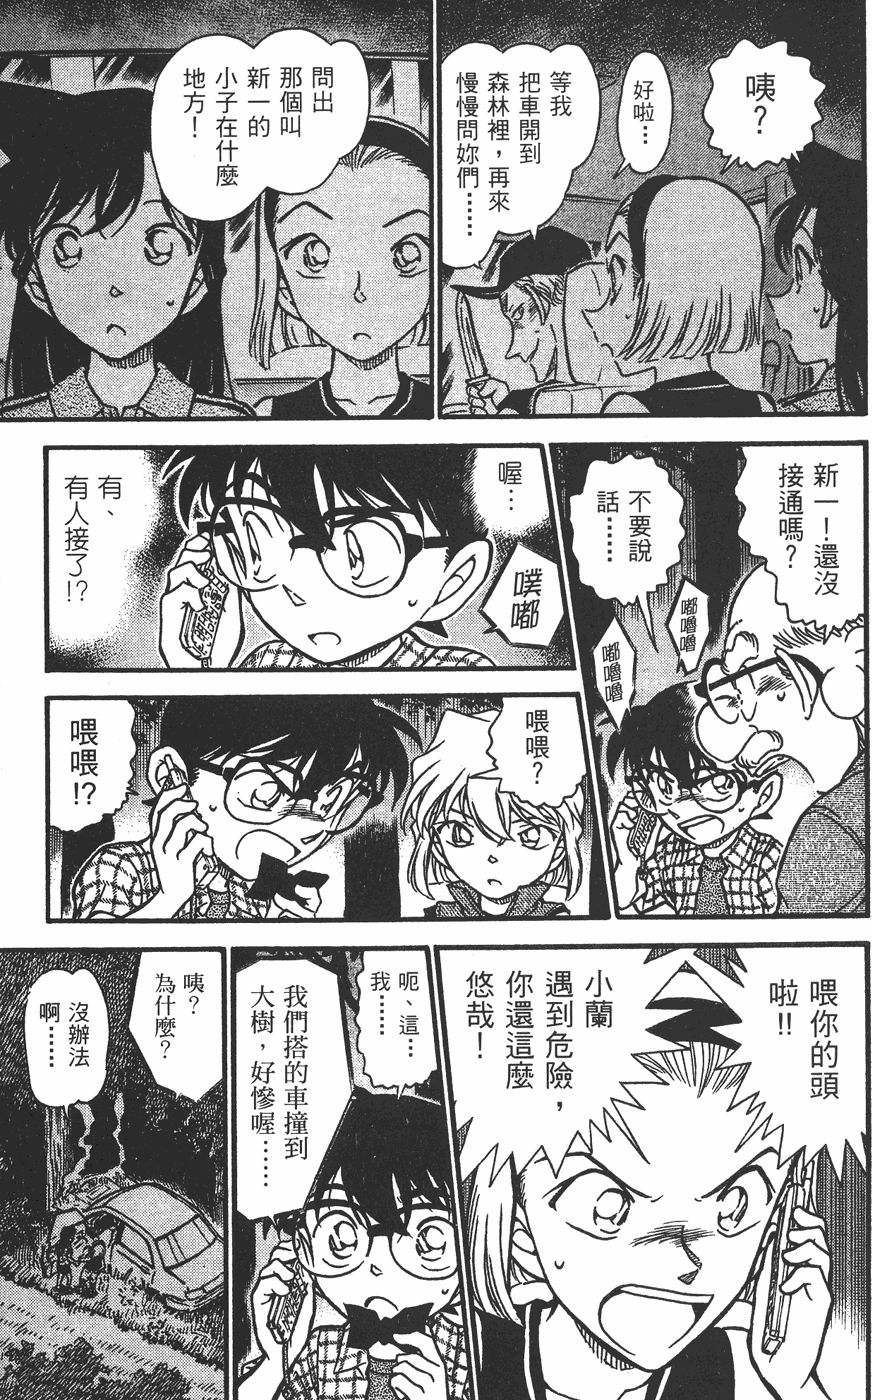 咦?
好啦…
等我
把車開到
森林裡，再來
慢慢問妳們……
問出
那個叫
新一的
小子在什麼
地方！
新一！還沒
接通嗎？
不要說
話……
嘟嚕嚕
嘟嚕嚕
喔…
噗嘟
有、
有人接了!?
喂喂？
喂喂!?
喂你的頭
啦!!
小蘭
遇到危險，
你還這麼
悠哉！
呃、這…
我……
我們搭的車撞到
大樹，好慘喔……
咦？
為什麼？
沒辦法
啊……